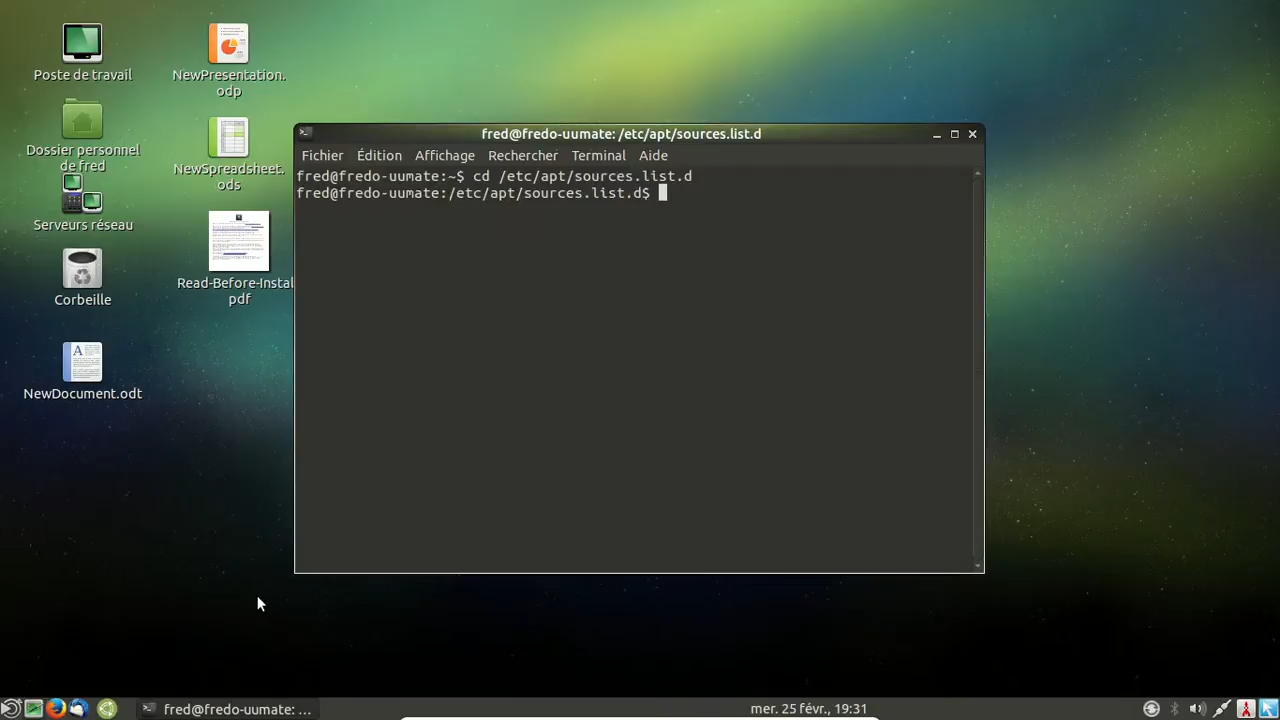 Poste de travail
NewPresentation.
odp
Dossier personnel
de fred
NewSpreadsheet.
ods
Serveurs réseau
Read-Before-Instal
pdf
Corbeille
NewDocument.odt
fred@fredo-uumate: /etc/apt/sources.list.d
Fichier Édition Affichage Rechercher Terminal Aide
fred@fredo-uumate:~$ cd /etc/apt/sources.list.d
fred@fredo-uumate:/etc/apt/sources.list.d$
fred@fredo-uumate: ...
mer. 25 févr., 19:31